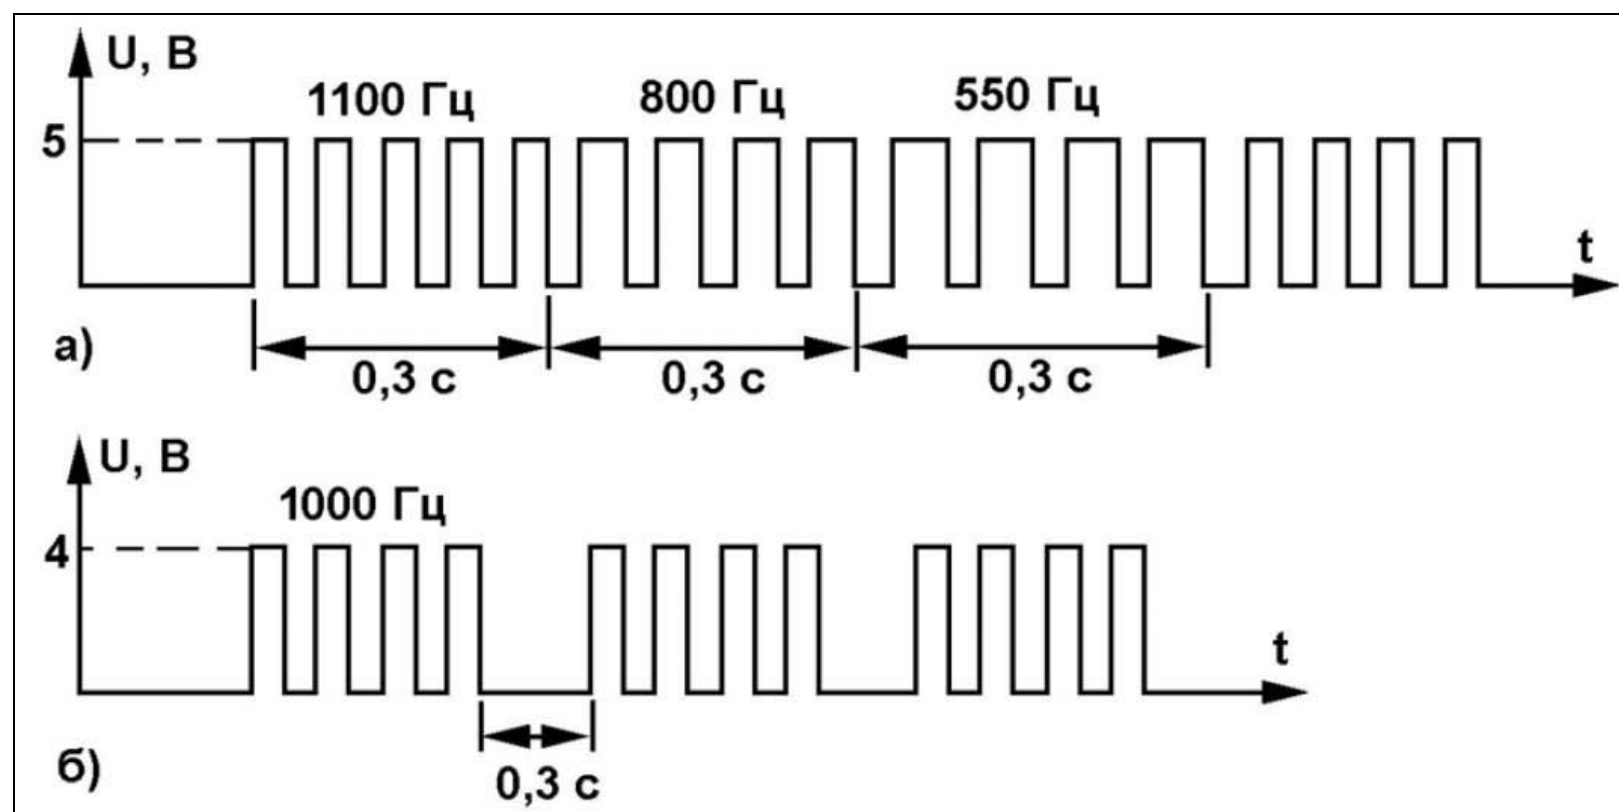 U, В
1100 Гц 800 Гц 550 Гц
5
t
а)
0,3 с 0,3 с 0,3 с
U, В
1000 Гц
4
t
б)
0,3 с